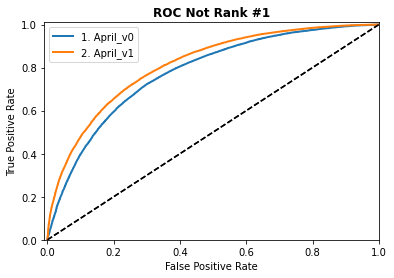 ROC Not Rank #1
1. April_v0
2. April_v1
True Positive Rate
1.0
0.8
0.6
0.4
0.2
0.0
0.0
0.2
0.4
0.6
0.8
1.0
False Positive Rate